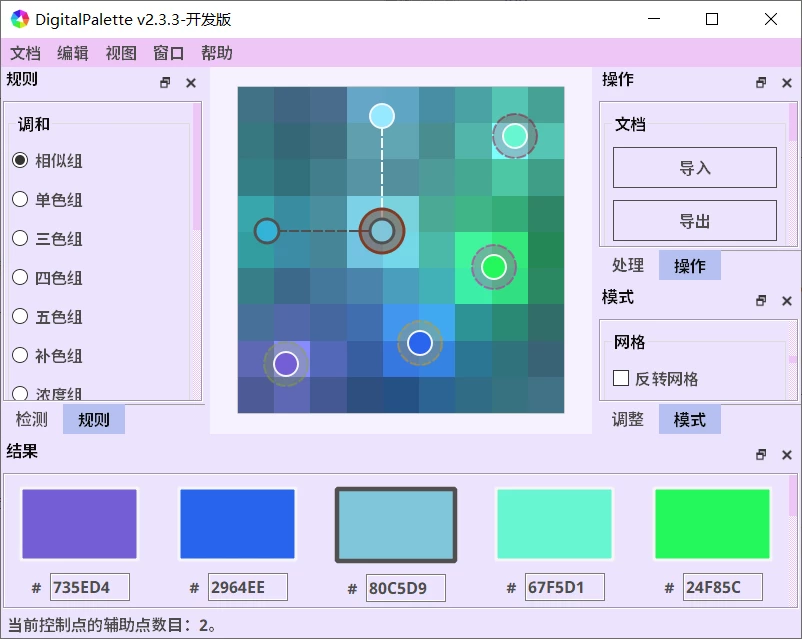 DigitalPalette v2.3.3-开发版
文档 编辑 视图 窗口 帮助
规则
调和
相似组
单色组
三色组
四色组
五色组
补色组
浓度组
检测 规则
操作
文档
导入
导出
处理 操作
模式
网格
反转网格
调整 模式
结果
# 735ED4 # 2964EE # 80C5D9 # 67F5D1 # 24F85C
当前控制点的辅助点数目：2。